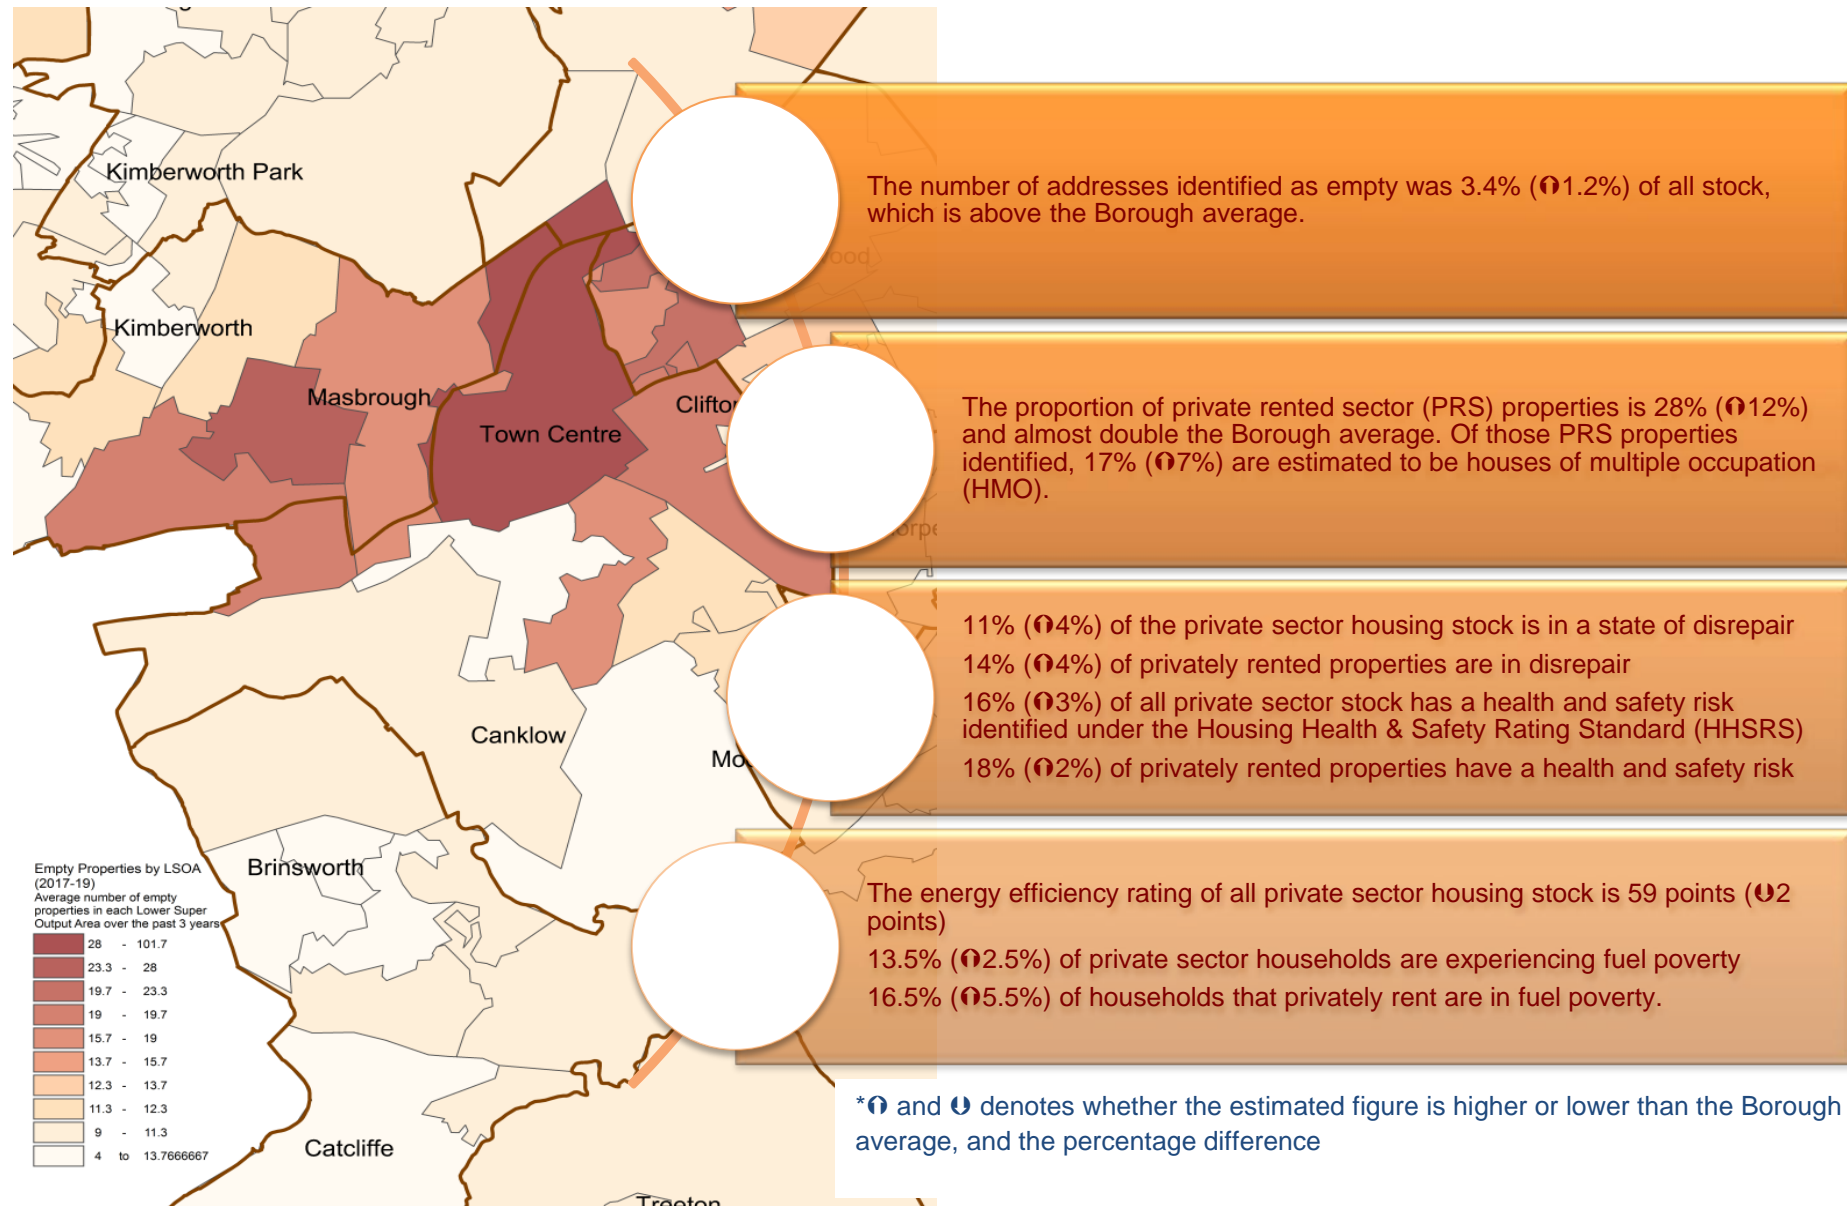 Kimberworth Park
Kimberworth
Masbrough
Town Centre
Canklow
Brinsworth
Catcliffe
Treeton
Empty Properties by LSOA
(2017-19)
Average number of empty
properties in each Lower Super
Output Area over the past 3 years
28 - 101.7
23.3 - 28
19.7 - 23.3
19 - 19.7
15.7 - 19
13.7 - 15.7
12.3 - 13.7
11.3 - 12.3
9 - 11.3
4 to 13.7666667
The number of addresses identified as empty was 3.4% (⮉1.2%) of all stock,
which is above the Borough average.
The proportion of private rented sector (PRS) properties is 28% (⮉12%)
and almost double the Borough average. Of those PRS properties
identified, 17% (⮉7%) are estimated to be houses of multiple occupation
(HMO).
11% (⮉4%) of the private sector housing stock is in a state of disrepair
14% (⮉4%) of privately rented properties are in disrepair
16% (⮉3%) of all private sector stock has a health and safety risk
identified under the Housing Health & Safety Rating Standard (HHSRS)
18% (⮉2%) of privately rented properties have a health and safety risk
The energy efficiency rating of all private sector housing stock is 59 points (⮋2
points)
13.5% (⮉2.5%) of private sector households are experiencing fuel poverty
16.5% (⮉5.5%) of households that privately rent are in fuel poverty.
*⮉ and ⮋ denotes whether the estimated figure is higher or lower than the Borough
average, and the percentage difference